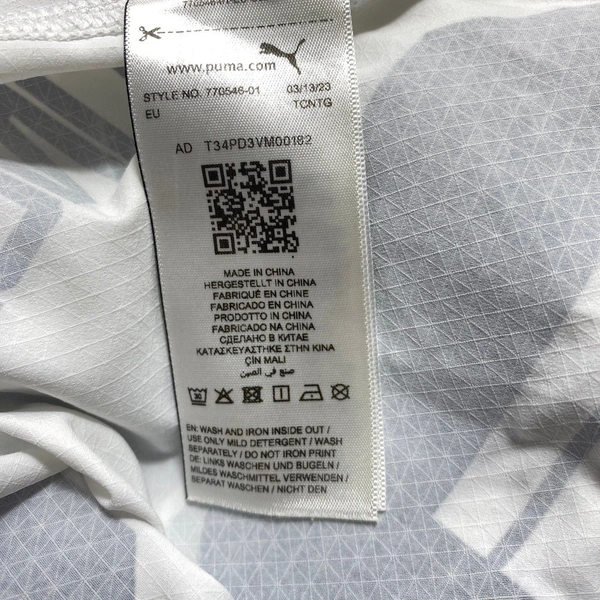 www.puma.com
STYLE NO. 770546-01 03/13/23
EU TCNTG
AD T34PD3VM00182
MADE IN CHINA
HERGESTELLT IN CHINA
FABRIQUÉ EN CHINE
FABRICADO EN CHINA
PRODOTTO IN CHINA
FABRICADO NA CHINA
СДЕЛАНО В КИТАЕ
ΚΑΤΑΣΚΕΥΑΣΤΗΚΕ ΣΤΗΝ ΚΙΝΑ
ÇİN MALI
صنع في الصين
EN: WASH AND IRON INSIDE OUT /
USE ONLY MILD DETERGENT / WASH
SEPARATELY / DO NOT IRON PRINT
DE: LINKS WASCHEN UND BÜGELN /
MILDES WASCHMITTEL VERWENDEN /
SEPARAT WASCHEN / NICHT DEN